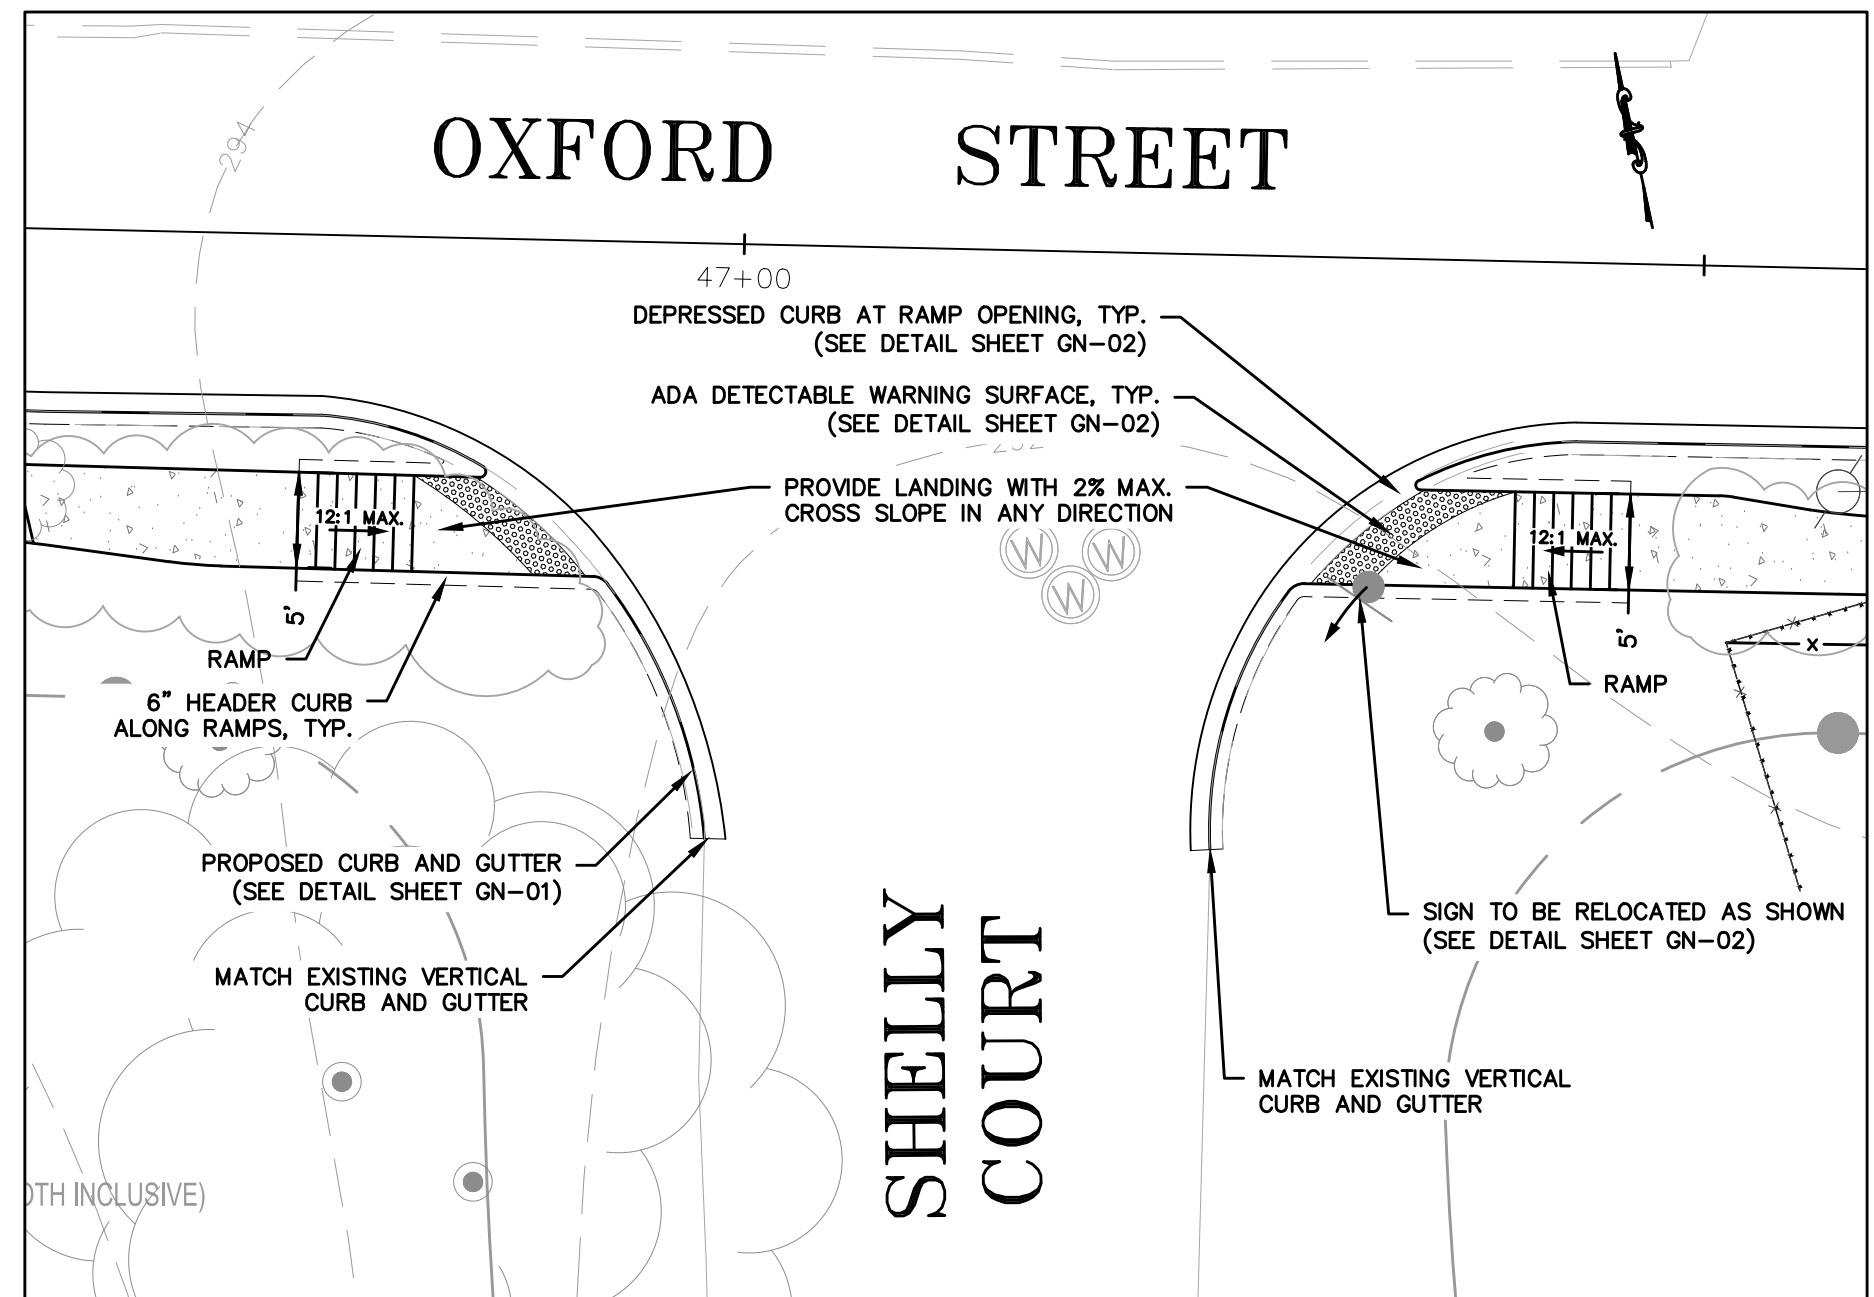 294
OXFORD STREET
47+00
DEPRESSED CURB AT RAMP OPENING, TYP.
(SEE DETAIL SHEET GN-02)
ADA DETECTABLE WARNING SURFACE, TYP.
(SEE DETAIL SHEET GN-02)
PROVIDE LANDING WITH 2% MAX.
CROSS SLOPE IN ANY DIRECTION
12:1 MAX.
12:1 MAX.
W
W
W
5'
5'
RAMP
RAMP
6" HEADER CURB
ALONG RAMPS, TYP.
X
PROPOSED CURB AND GUTTER
(SEE DETAIL SHEET GN-01)
SIGN TO BE RELOCATED AS SHOWN
(SEE DETAIL SHEET GN-02)
MATCH EXISTING VERTICAL
CURB AND GUTTER
SHELLY
COURT
MATCH EXISTING VERTICAL
CURB AND GUTTER
INCLUSIVE)